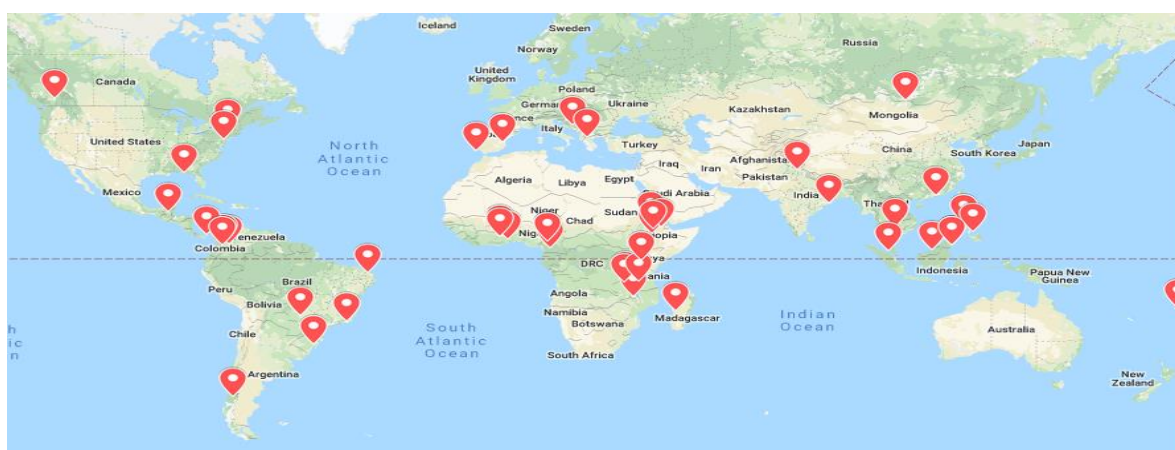 Iceland
Sweden
Norway
Russia
Canada
United
Kingdom
Poland
Ukraine
Kazakhstan
Mongolia
Italy
United States
North
Atlantic
Ocean
Turkey
China
South Korea
Japan
Iraq
Iran
Afghanistan
Pakistan
Algeria
Libya
Egypt
Mexico
India
Niger
Chad
Sudan
Colombia
DRC
Indonesia
Papua New
Guinea
Peru
Brazil
Bolivia
Angola
Namibia
Botswana
Madagascar
Indian
Ocean
Chile
South
Atlantic
Ocean
South Africa
Australia
Argentina
New
Zealand